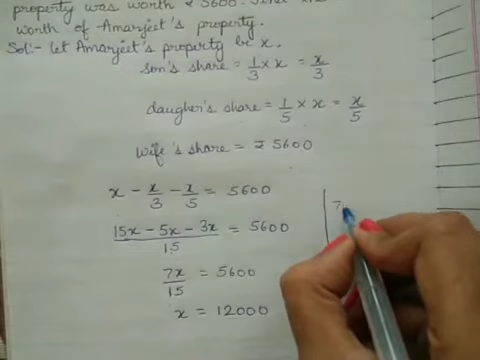 property was worth ₹ 5600. Find the
worth of Amarjeet's property.
Sol:- Let Amarjeet's property be x.
son's share = 1/3 × x = x/3
daugher's share = 1/5 × x = x/5
wife's share = ₹ 5600
x - x/3 - x/5 = 5600
15x - 5x - 3x / 15 = 5600
7x/15 = 5600
x = 12000